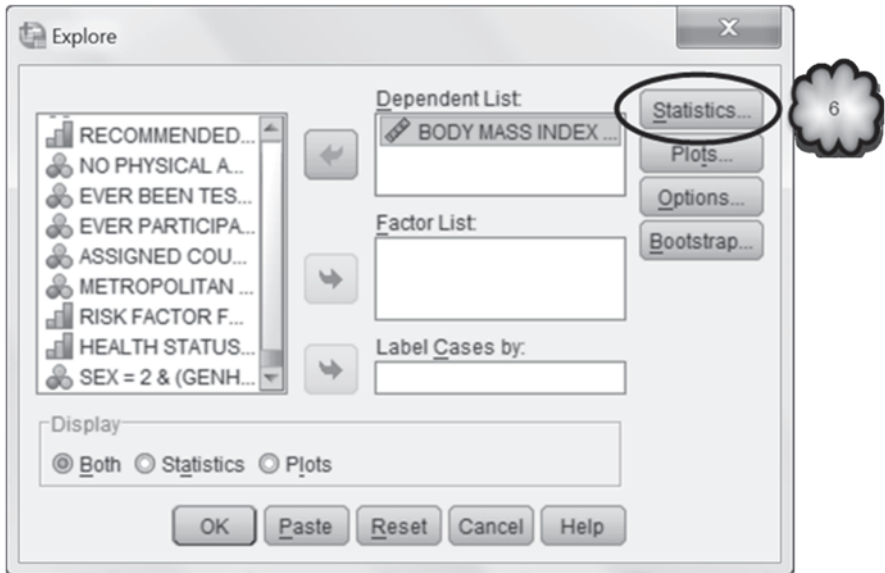 Explore
Dependent List:
BODY MASS INDEX ...
RECOMMENDED...
NO PHYSICAL A...
EVER BEEN TES...
EVER PARTICIPA...
ASSIGNED COU...
METROPOLITAN ...
RISK FACTOR F...
HEALTH STATUS...
SEX = 2 & (GENH...
Factor List:
Label Cases by:
Statistics...
Plots...
Options...
Bootstrap...
6
Display
Both Statistics Plots
OK Paste Reset Cancel Help